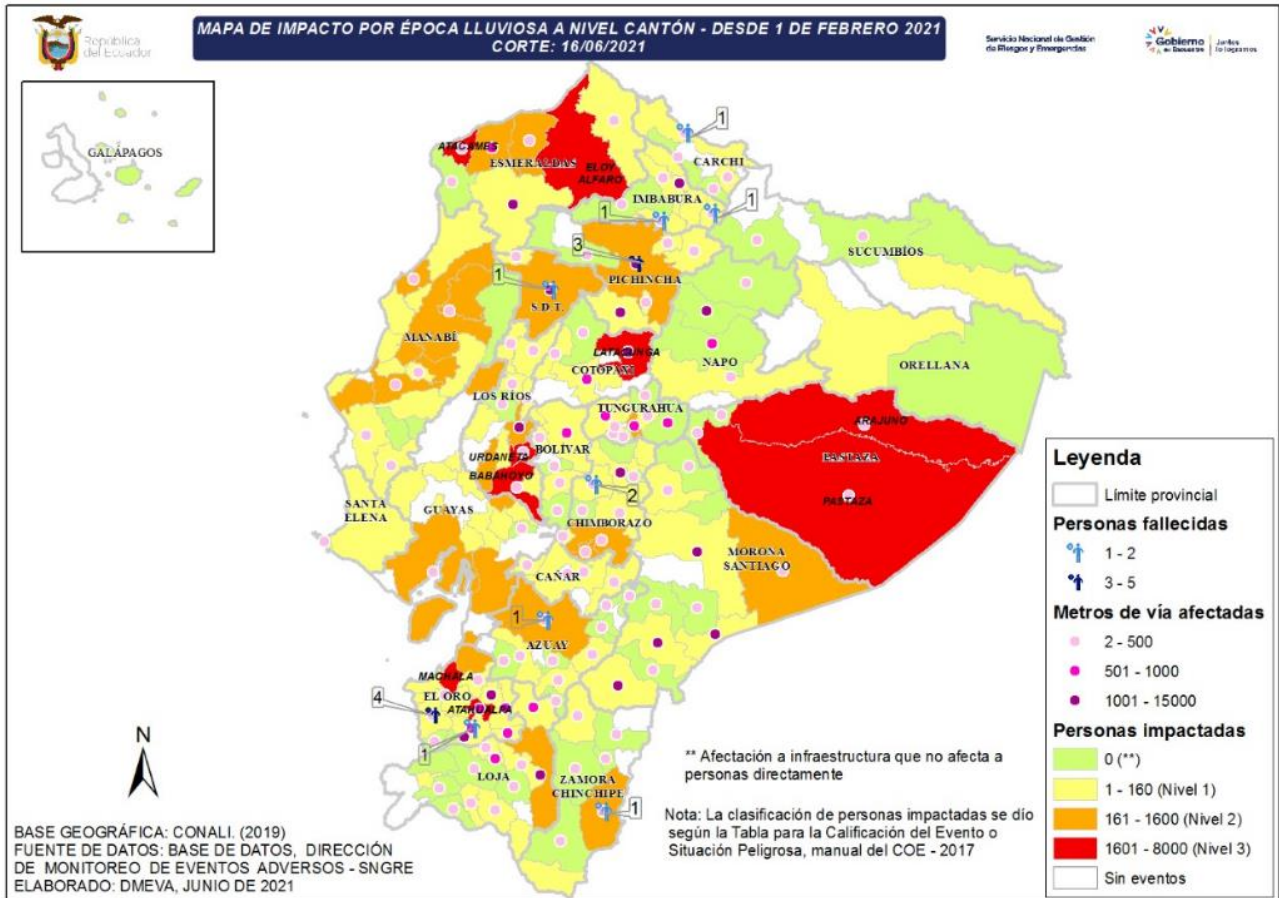 República
del Ecuador
MAPA DE IMPACTO POR ÉPOCA LLUVIOSA A NIVEL CANTÓN - DESDE 1 DE FEBRERO 2021
CORTE: 16/06/2021
Servicio Nacional de Gestión
de Riesgos y Emergencias
Gobierno
del Encuentro
Juntos
lo logramos
GALÁPAGOS
ATACAMES
ESMERALDAS
ELOY
ALFARO
1
CARCHI
IMBABURA
1
1
SUCUMBÍOS
3
PICHINCHA
1
S.D.T.
MANABÍ
LATACUNGA
COTOPAXI
NAPO
ORELLANA
LOS RÍOS
TUNGURAHUA
ARAJUNO
PASTAZA
URDANETA
BOLÍVAR
BABAHOYO
PASTAZA
2
SANTA
ELENA
GUAYAS
CHIMBORAZO
MORONA
SANTIAGO
CAÑAR
1
AZUAY
MACHALA
EL ORO
4
ATAHUALPA
1
LOJA
ZAMORA
CHINCHIPE
1
N
** Afectación a infraestructura que no afecta a
personas directamente
Nota: La clasificación de personas impactadas se dío
según la Tabla para la Calificación del Evento o
Situación Peligrosa, manual del COE - 2017
BASE GEOGRÁFICA: CONALI. (2019)
FUENTE DE DATOS: BASE DE DATOS, DIRECCIÓN
DE MONITOREO DE EVENTOS ADVERSOS - SNGRE
ELABORADO: DMEVA, JUNIO DE 2021
Leyenda
Límite provincial
Personas fallecidas
1 - 2
3 - 5
Metros de vía afectadas
2 - 500
501 - 1000
1001 - 15000
Personas impactadas
0 (**)
1 - 160 (Nivel 1)
161 - 1600 (Nivel 2)
1601 - 8000 (Nivel 3)
Sin eventos